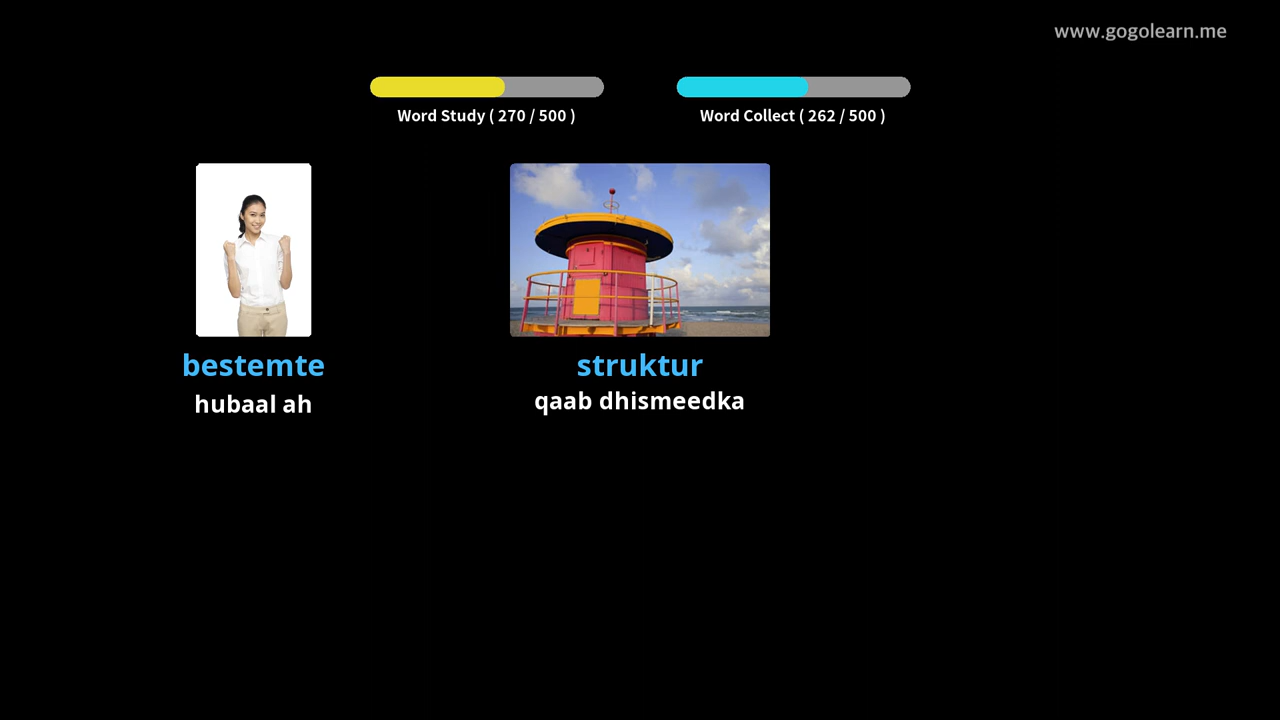 www.gogolearn.me
Word Study ( 270 / 500 )
Word Collect ( 262 / 500 )
bestemte
hubaal ah
struktur
qaab dhismeedka